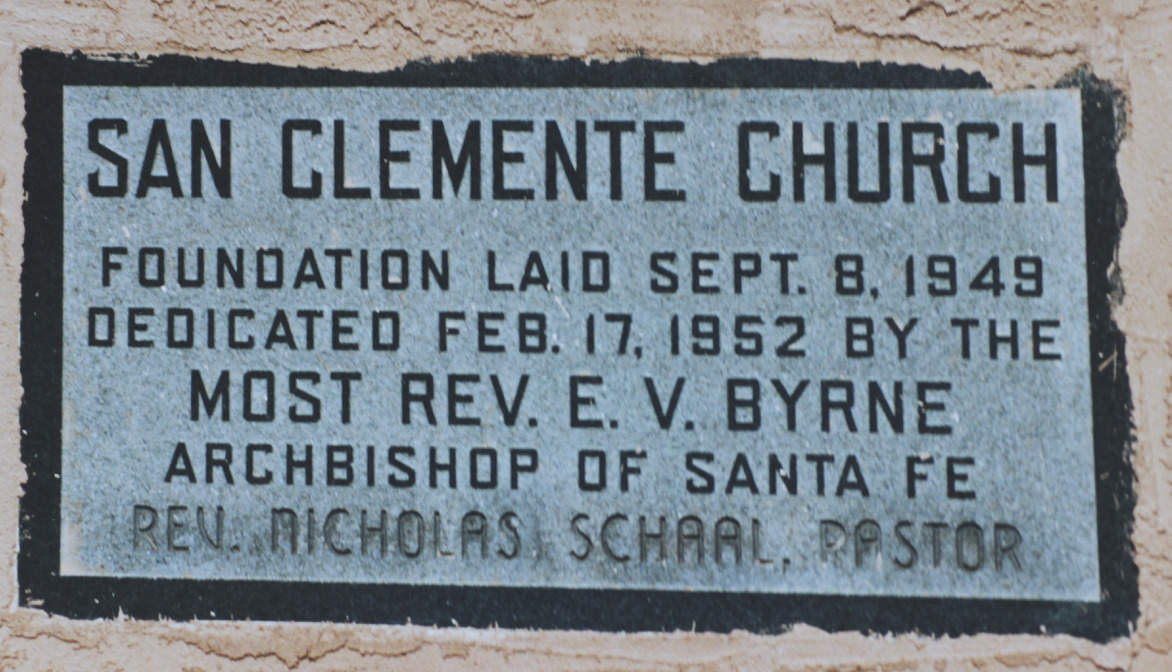 SAN CLEMENTE CHURCH
FOUNDATION LAID SEPT. 8, 1949
DEDICATED FEB. 17, 1952 BY THE
MOST REV. E. V. BYRNE
ARCHBISHOP OF SANTA FE
REV. NICHOLAS SCHAAL, PASTOR